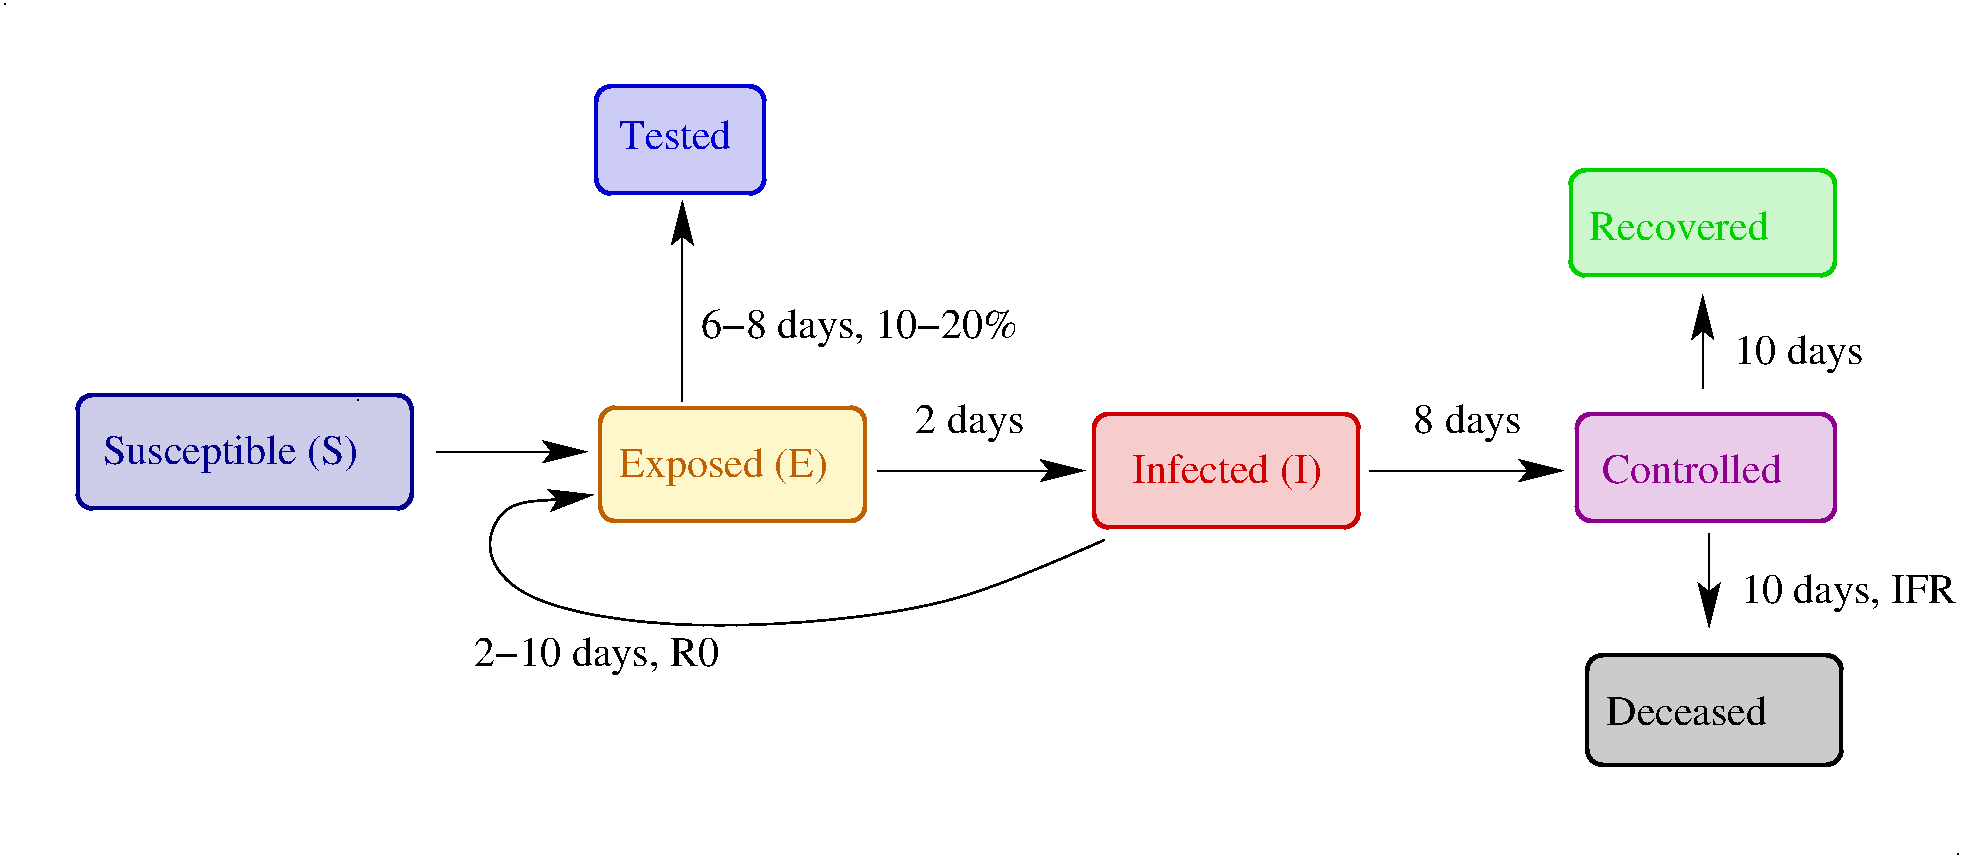 Tested
Recovered
6–8 days, 10–20%
10 days
Susceptible (S)
Exposed (E)
2 days
Infected (I)
8 days
Controlled
10 days, IFR
2–10 days, R0
Deceased